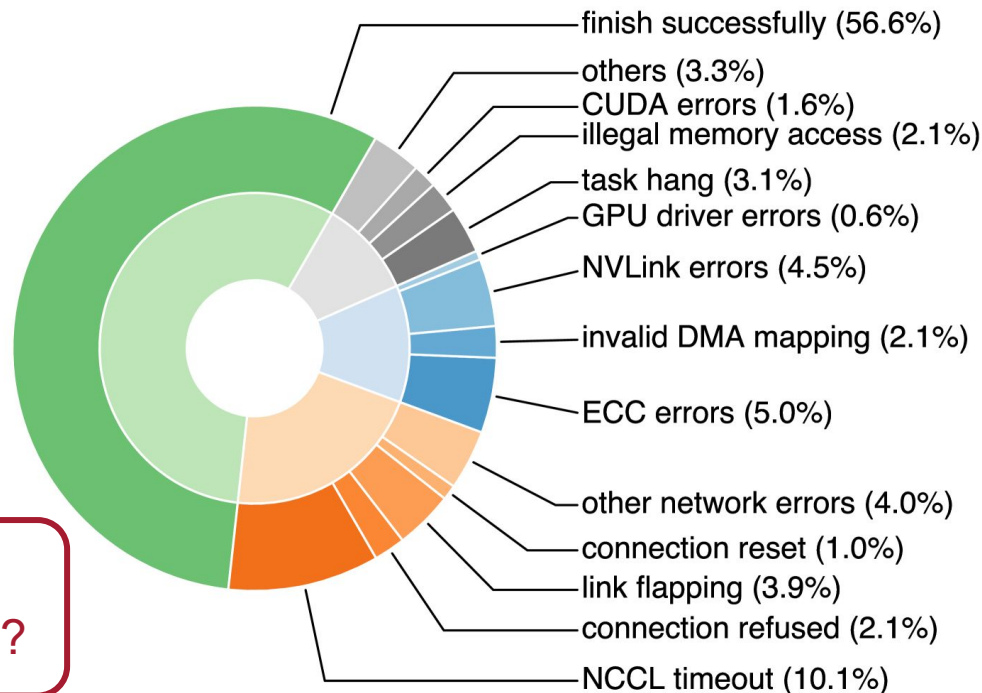 finish successfully (56.6%)
others (3.3%)
CUDA errors (1.6%)
illegal memory access (2.1%)
task hang (3.1%)
GPU driver errors (0.6%)
NVLink errors (4.5%)
invalid DMA mapping (2.1%)
ECC errors (5.0%)
other network errors (4.0%)
connection reset (1.0%)
link flapping (3.9%)
connection refused (2.1%)
NCCL timeout (10.1%)
?